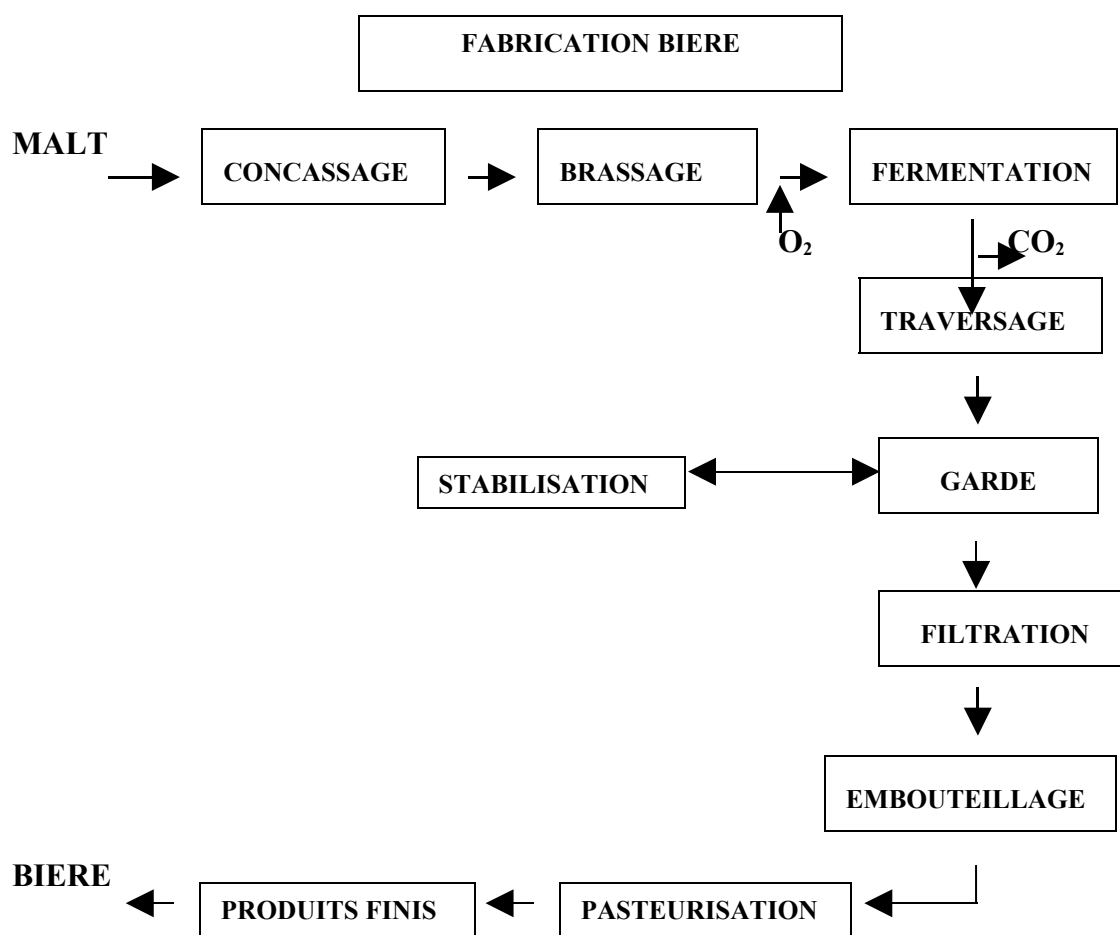 FABRICATION BIERE
MALT
CONCASSAGE
BRASSAGE
FERMENTATION
O₂
CO₂
TRAVERSAGE
STABILISATION
GARDE
FILTRATION
EMBOUTEILLAGE
BIERE
PRODUITS FINIS
PASTEURISATION